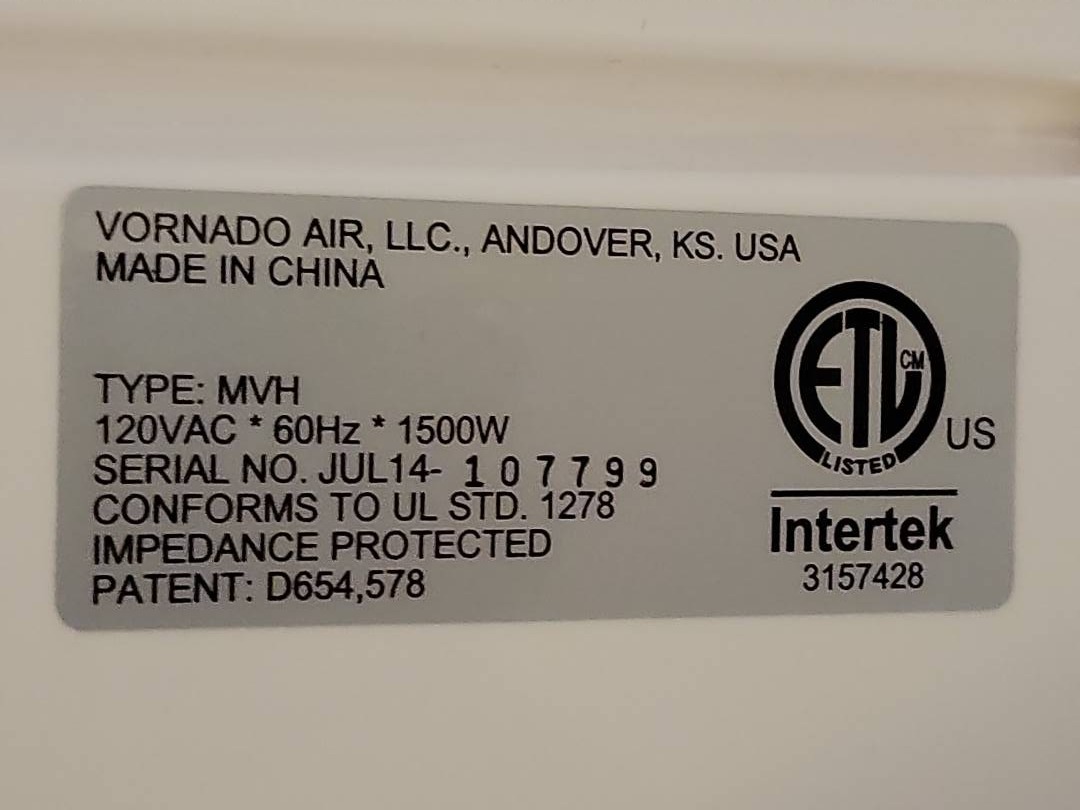 VORNADO AIR, LLC., ANDOVER, KS. USA
MADE IN CHINA
TYPE: MVH
120VAC * 60Hz * 1500W
SERIAL NO. JUL14- 107799
CONFORMS TO UL STD. 1278
IMPEDANCE PROTECTED
PATENT: D654,578
ETL CM
LISTED
US
Intertek
3157428